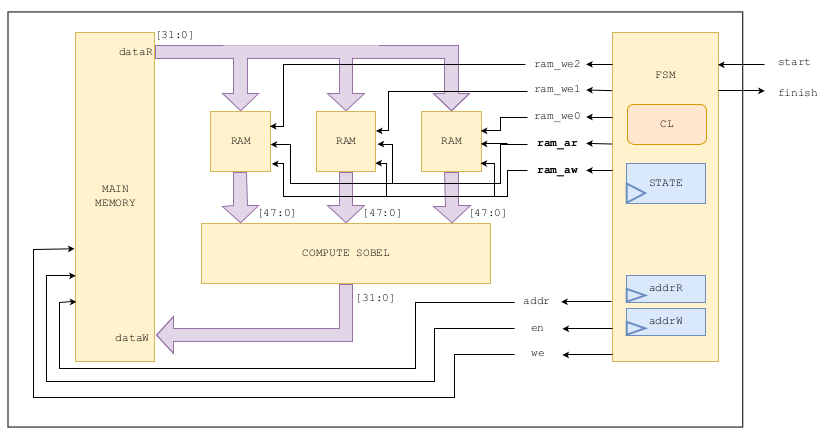 [31:0]
dataR
ram_we2
start
FSM
ram_we1
finish
ram_we0
CL
RAM
RAM
RAM
ram_ar
ram_aw
STATE
MAIN
MEMORY
[47:0]
[47:0]
[47:0]
COMPUTE SOBEL
addrR
[31:0]
addr
addrW
en
dataW
we